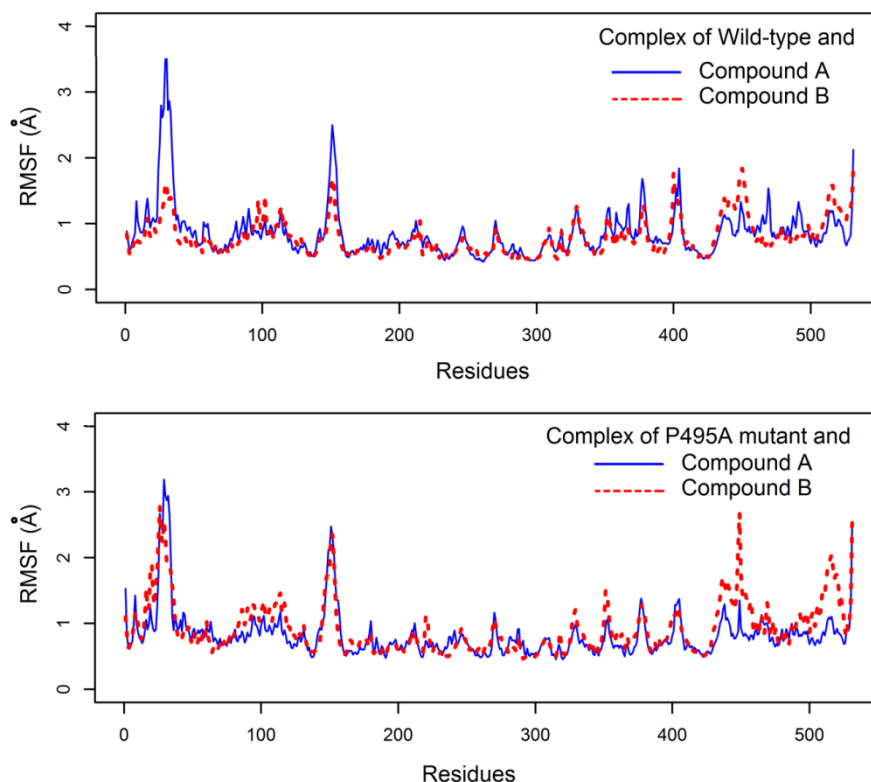 Complex of Wild-type and
Compound A
Compound B
RMSF (Å)
4
3
2
1
0
0 100 200 300 400 500
Residues
Complex of P495A mutant and
Compound A
Compound B
RMSF (Å)
4
3
2
1
0
0 100 200 300 400 500
Residues